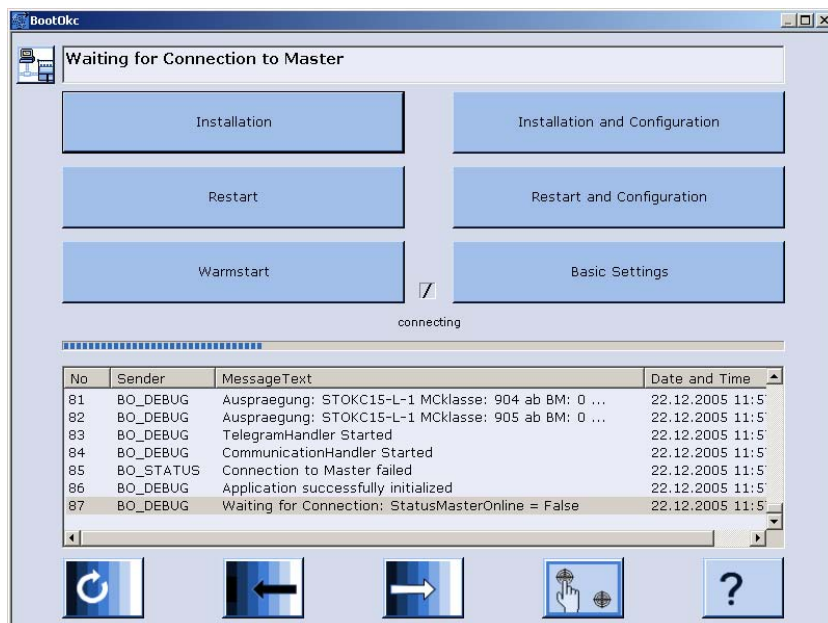 BootOkc
Waiting for Connection to Master
Installation
Installation and Configuration
Restart
Restart and Configuration
Warmstart
Basic Settings
connecting
No Sender MessageText Date and Time
81 BO_DEBUG Auspraegung: STOKC15-L-1 MCklasse: 904 ab BM: 0 ... 22.12.2005 11:5
82 BO_DEBUG Auspraegung: STOKC15-L-1 MCklasse: 905 ab BM: 0 ... 22.12.2005 11:5
83 BO_DEBUG TelegramHandler Started 22.12.2005 11:5
84 BO_DEBUG CommunicationHandler Started 22.12.2005 11:5
85 BO_STATUS Connection to Master failed 22.12.2005 11:5
86 BO_DEBUG Application successfully initialized 22.12.2005 11:5
87 BO_DEBUG Waiting for Connection: StatusMasterOnline = False 22.12.2005 11:5
?